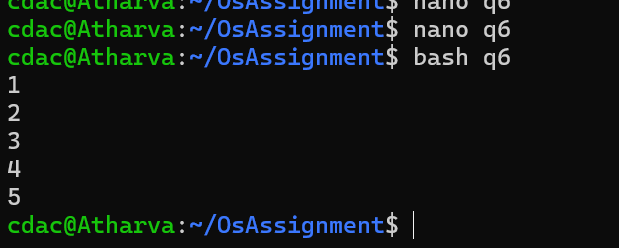 cdac@Atharva:~/OsAssignment$ nano q6
cdac@Atharva:~/OsAssignment$ nano q6
cdac@Atharva:~/OsAssignment$ bash q6
1
2
3
4
5
cdac@Atharva:~/OsAssignment$